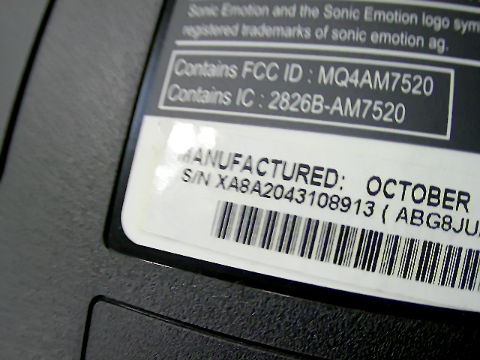 Sonic Emotion and the Sonic Emotion logo
registered trademarks of sonic emotion ag.
Contains FCC ID : MQ4AM7520
Contains IC : 2826B-AM7520
MANUFACTURED: OCTOBER
S/N XA8A2043108913 ( ABG8JU